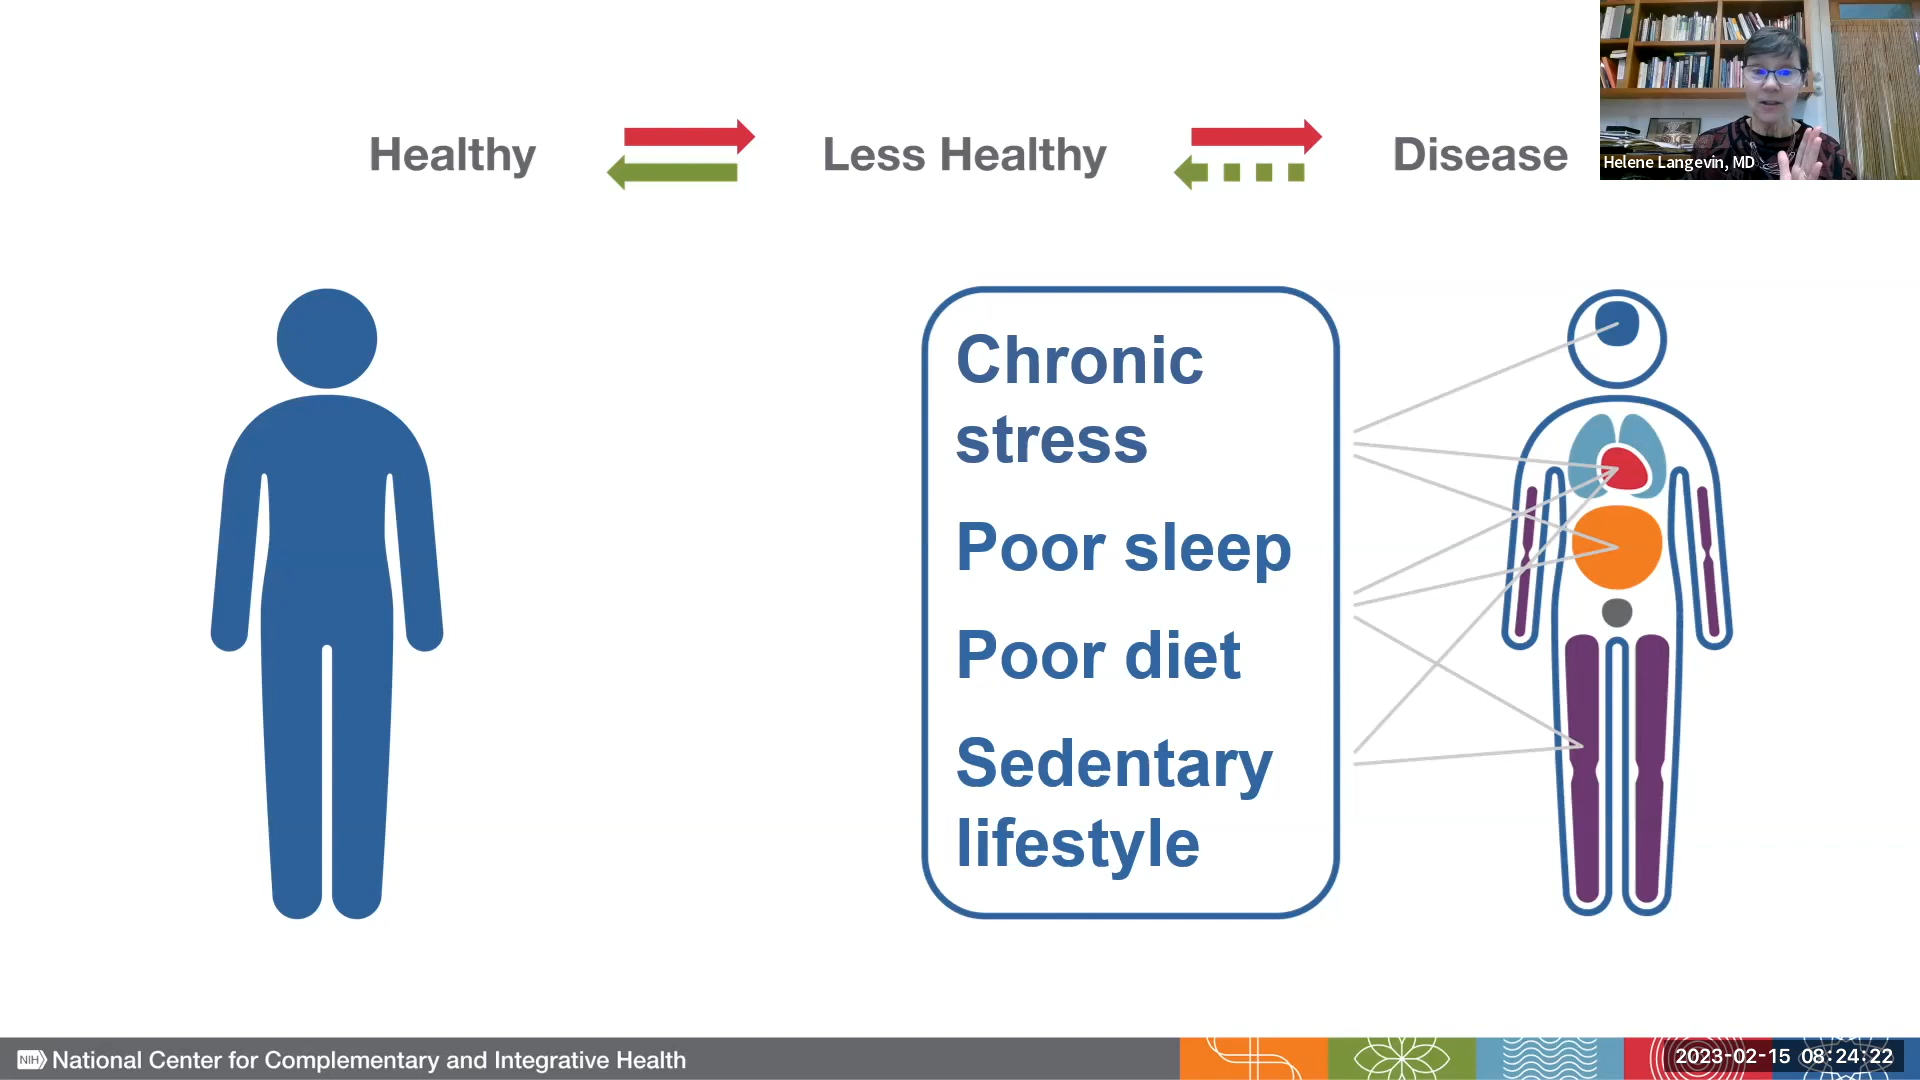 Healthy
Less Healthy
Disease
Helene Langevin, MD
Chronic
stress
Poor sleep
Poor diet
Sedentary
lifestyle
NIH National Center for Complementary and Integrative Health
2023-02-15 08:24:22